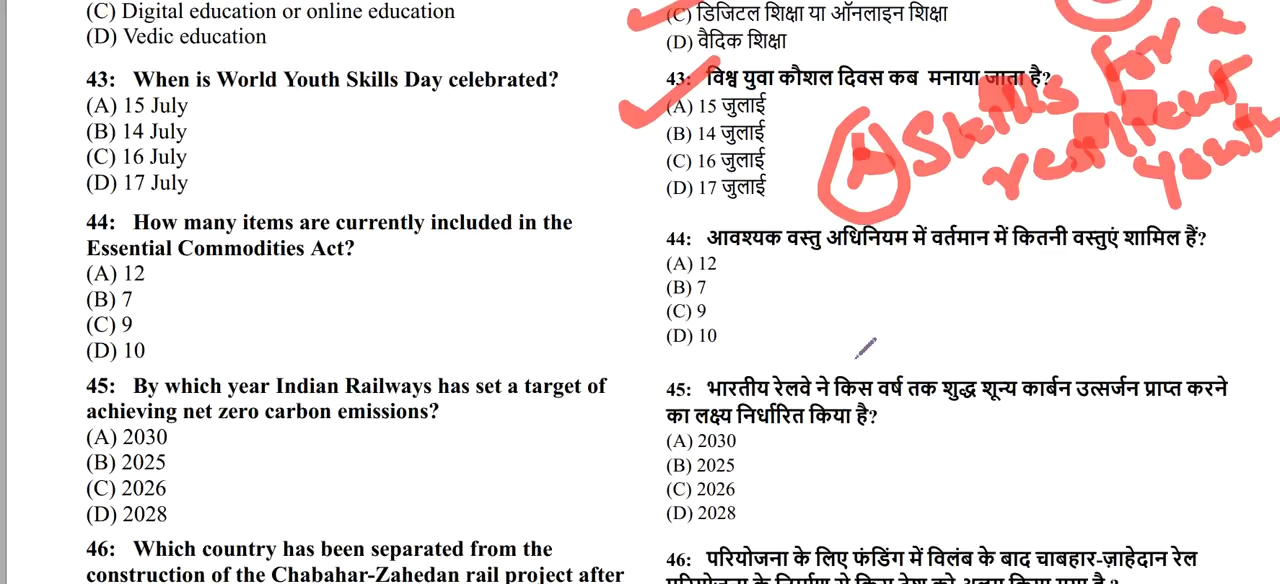 (C) Digital education or online education
(D) Vedic education
43: When is World Youth Skills Day celebrated?
(A) 15 July
(B) 14 July
(C) 16 July
(D) 17 July
44: How many items are currently included in the
Essential Commodities Act?
(A) 12
(B) 7
(C) 9
(D) 10
45: By which year Indian Railways has set a target of
achieving net zero carbon emissions?
(A) 2030
(B) 2025
(C) 2026
(D) 2028
46: Which country has been separated from the
construction of the Chabahar-Zahedan rail project after
(C) डिजिटल शिक्षा या ऑनलाइन शिक्षा
(D) वैदिक शिक्षा
43: विश्व युवा कौशल दिवस कब मनाया जाता है?
(A) 15 जुलाई
(B) 14 जुलाई
(C) 16 जुलाई
(D) 17 जुलाई
Skills for a
resilient
youth
44: आवश्यक वस्तु अधिनियम में वर्तमान में कितनी वस्तुएं शामिल हैं?
(A) 12
(B) 7
(C) 9
(D) 10
45: भारतीय रेलवे ने किस वर्ष तक शुद्ध शून्य कार्बन उत्सर्जन प्राप्त करने
का लक्ष्य निर्धारित किया है?
(A) 2030
(B) 2025
(C) 2026
(D) 2028
46: परियोजना के लिए फंडिंग में विलंब के बाद चाबहार-ज़ाहेदान रेल